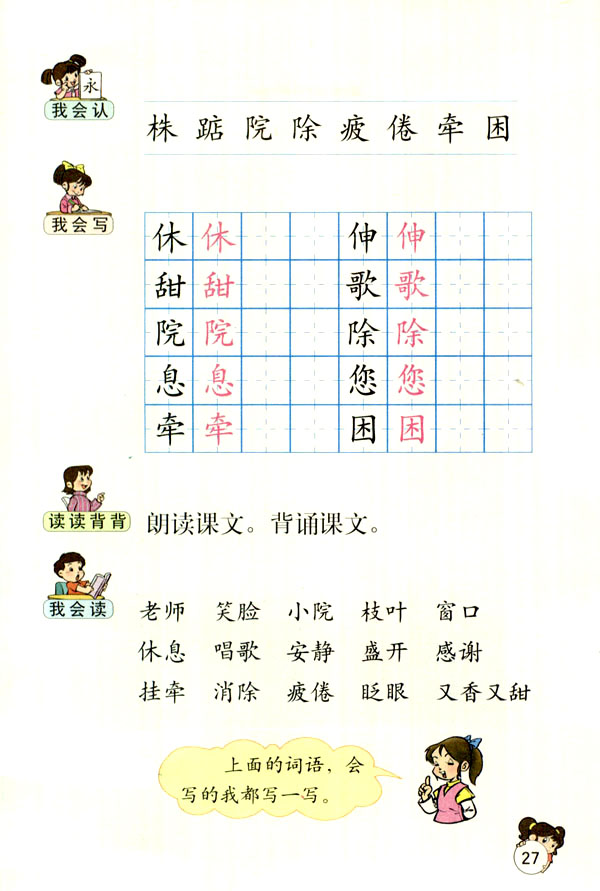 永
我会认
株 踮 院 除 疲 倦 牵 困
我会写
休 休 伸 伸
甜 甜 歌 歌
院 院 除 除
息 息 您 您
牵 牵 困 困
读读背背
朗读课文。背诵课文。
我会读
老师 笑脸 小院 枝叶 窗口
休息 唱歌 安静 盛开 感谢
挂牵 消除 疲倦 眨眼 又香又甜
上面的词语，会
写的我都写一写。
27